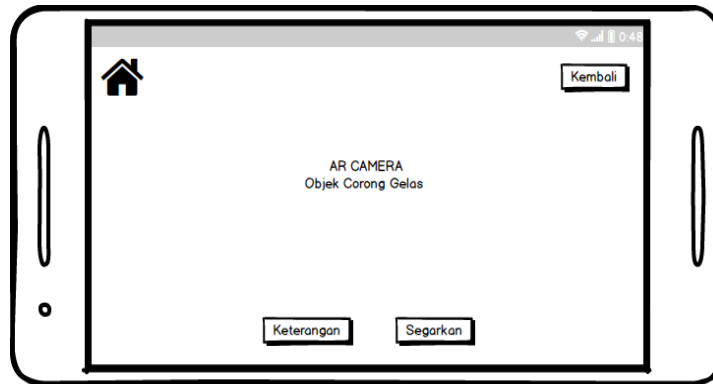 0:48
Kembali
AR CAMERA
Objek Corong Gelas
Keterangan
Segarkan